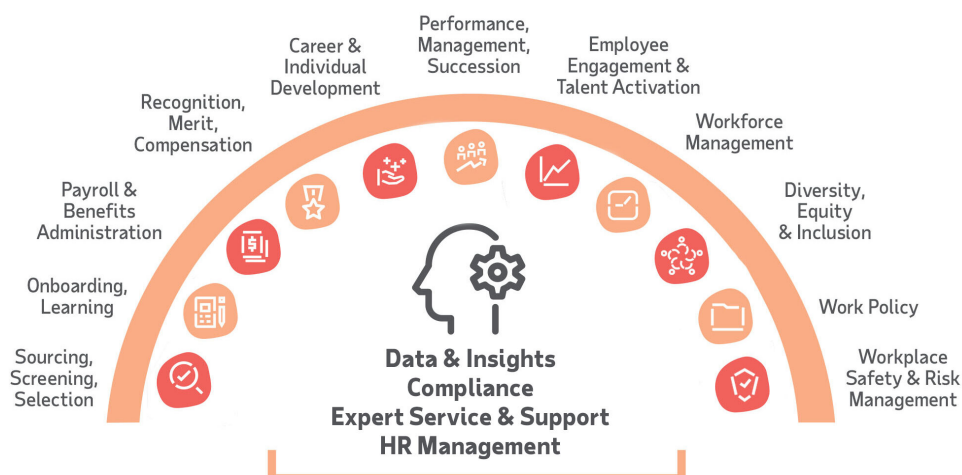 Performance,
Management,
Succession
Career &
Individual
Development
Employee
Engagement &
Talent Activation
Recognition,
Merit,
Compensation
Workforce
Management
Payroll &
Benefits
Administration
Diversity,
Equity
& Inclusion
Onboarding,
Learning
Work Policy
Sourcing,
Screening,
Selection
Workplace
Safety & Risk
Management
$
Data & Insights
Compliance
Expert Service & Support
HR Management